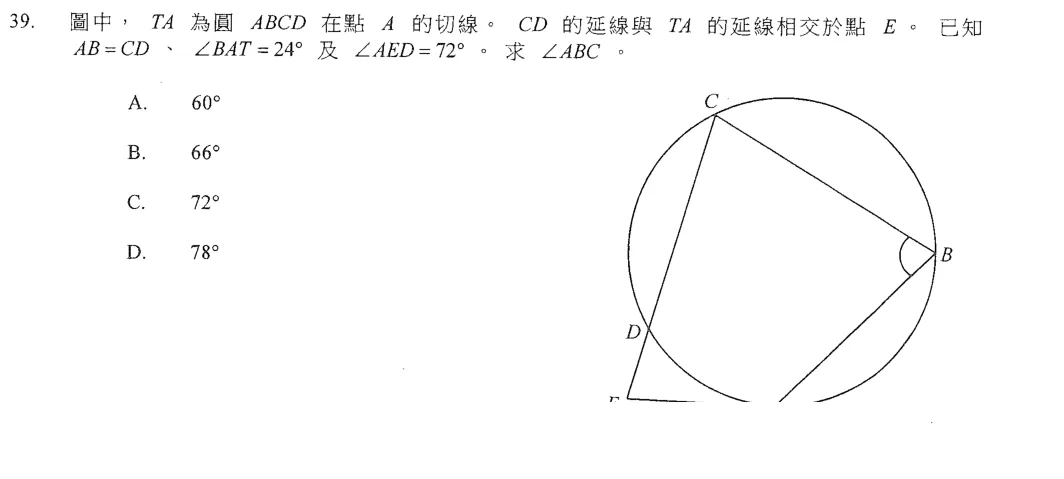 39. 圖中， TA 為圓 ABCD 在點 A 的切線。 CD 的延線與 TA 的延線相交於點 E 。 已知
AB = CD 、 ∠BAT = 24° 及 ∠AED = 72° 。 求 ∠ABC 。
A. 60°
B. 66°
C. 72°
D. 78°
C
B
D